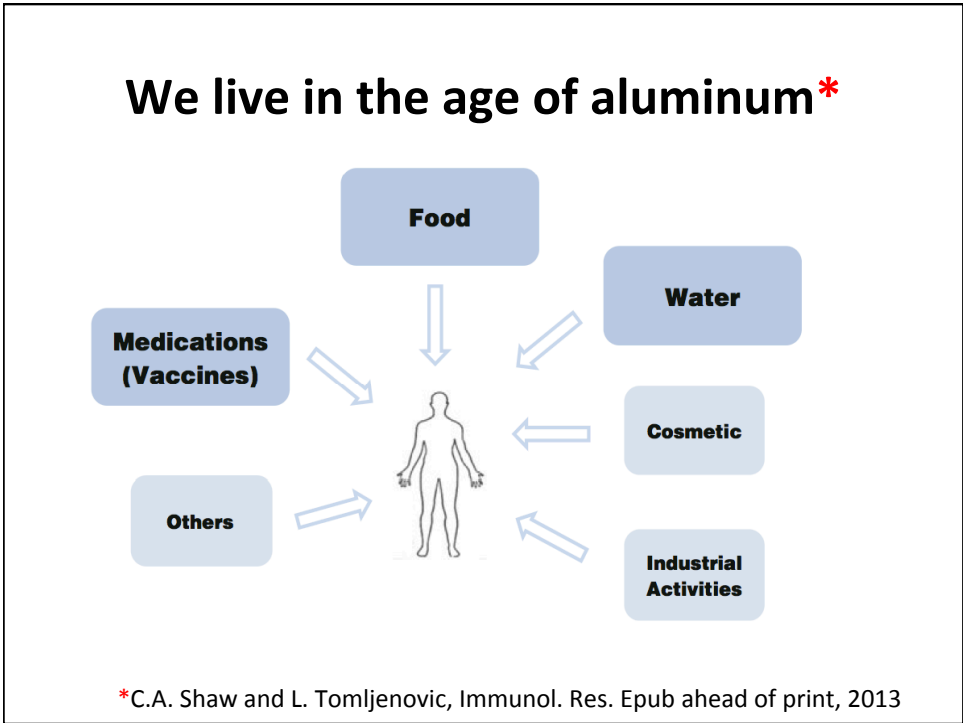 We live in the age of aluminum*
Food
Water
Medications
(Vaccines)
Cosmetic
Others
Industrial
Activities
*C.A. Shaw and L. Tomljenovic, Immunol. Res. Epub ahead of print, 2013